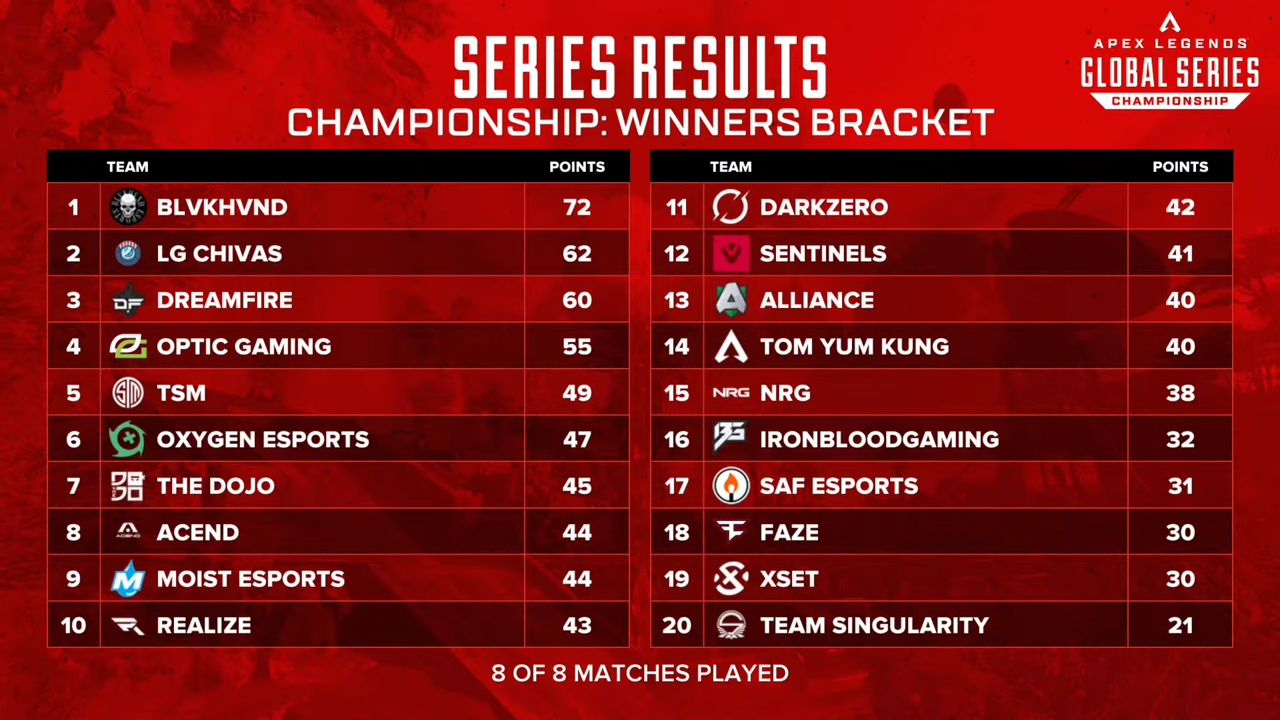 SERIES RESULTS
CHAMPIONSHIP: WINNERS BRACKET
APEX LEGENDS
GLOBAL SERIES
CHAMPIONSHIP
TEAM POINTS
1 BLVKHVND 72
2 LG CHIVAS 62
3 DF DREAMFIRE 60
4 OPTIC GAMING 55
5 TSM TSM 49
6 OXYGEN ESPORTS 47
7 DOJO THE DOJO 45
8 ACEND ACEND 44
9 M MOIST ESPORTS 44
10 REALIZE 43
TEAM POINTS
11 DARKZERO 42
12 SENTINELS 41
13 A ALLIANCE 40
14 TOM YUM KUNG 40
15 NRG NRG 38
16 IRONBLOODGAMING 32
17 SAF ESPORTS 31
18 FAZE 30
19 XSET 30
20 TEAM SINGULARITY 21
8 OF 8 MATCHES PLAYED